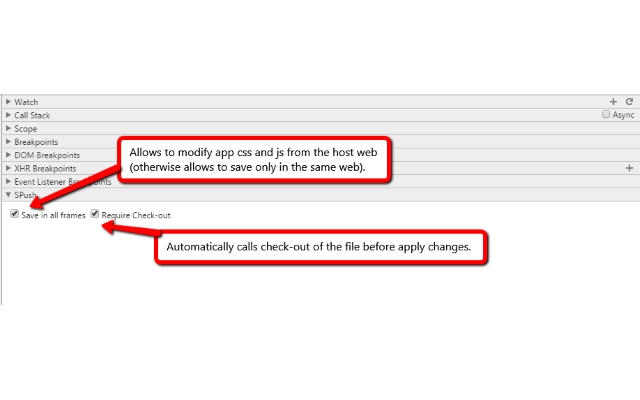 Watch
Call Stack
Async
Scope
Breakpoints
DOM Breakpoints
XHR Breakpoints
Event Listener Breakpoints
SPush
Allows to modify app css and js from the host web
(otherwise allows to save only in the same web).
Save in all frames Require Check-out
Automatically calls check-out of the file before apply changes.